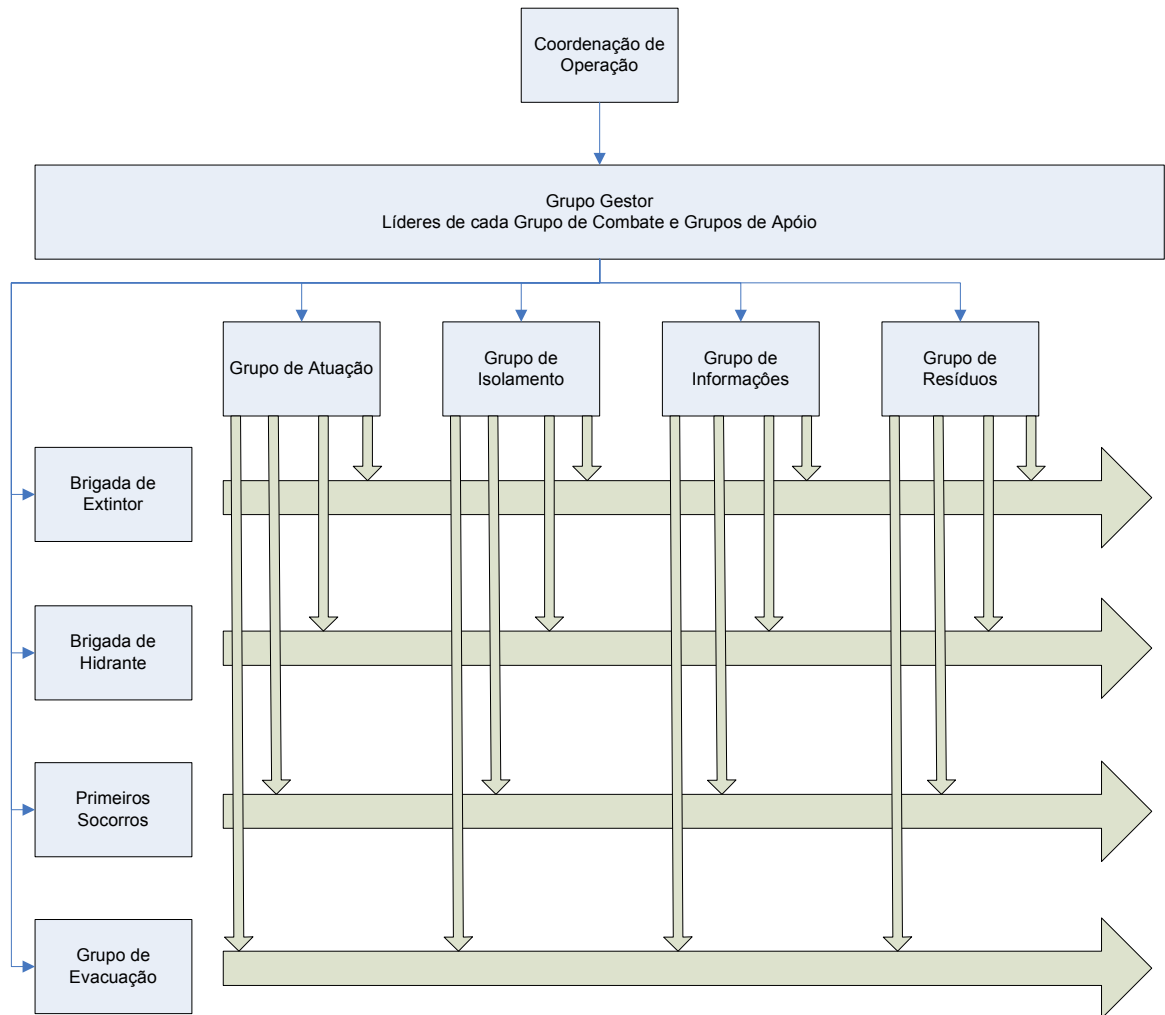 Coordenação de
Operação
Grupo Gestor
Líderes de cada Grupo de Combate e Grupos de Apóio
Grupo de Atuação
Grupo de
Isolamento
Grupo de
Informações
Grupo de
Resíduos
Brigada de
Extintor
Brigada de
Hidrante
Primeiros
Socorros
Grupo de
Evacuação